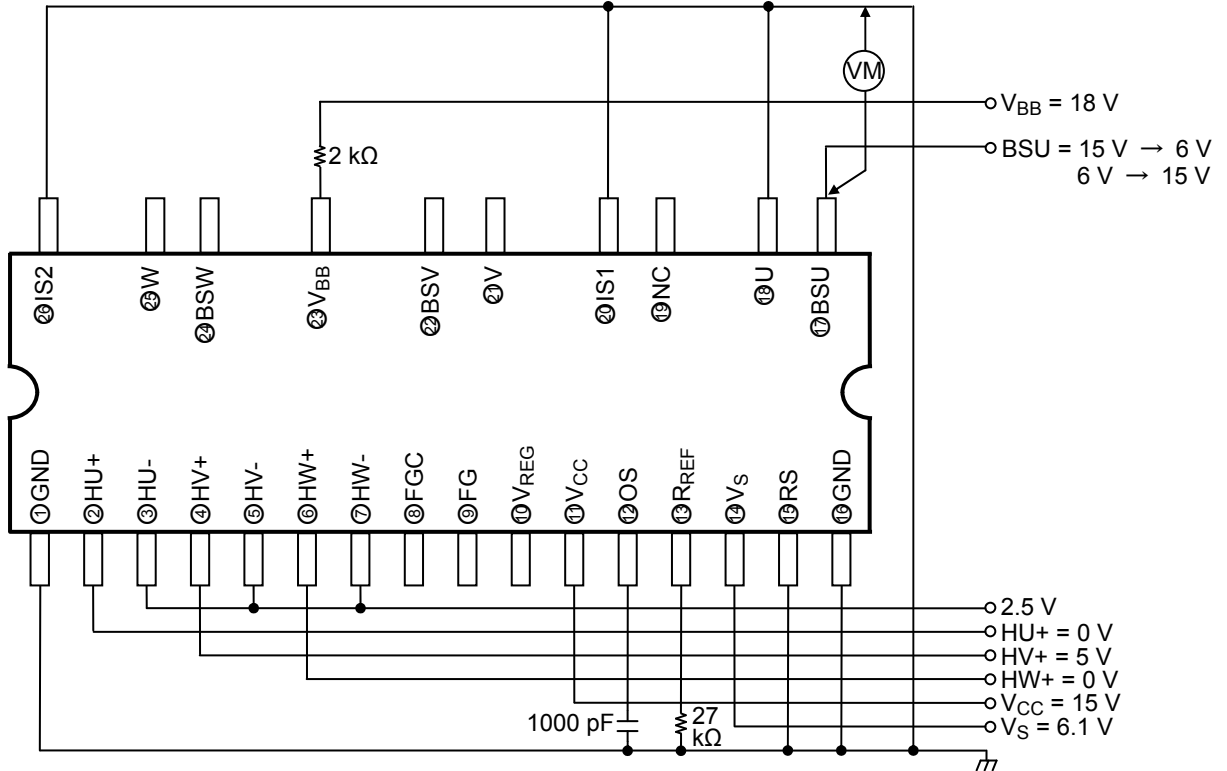 VM
V_BB = 18 V
BSU = 15 V → 6 V
6 V → 15 V
2 kΩ
㉖IS2
㉕W
㉔BSW
㉓V_BB
㉒BSV
㉑V
⑳IS1
⑲NC
⑱U
⑰BSU
①GND
②HU+
③HU-
④HV+
⑤HV-
⑥HW+
⑦HW-
⑧FGC
⑨FG
⑩V_REG
⑪V_CC
⑫OS
⑬R_REF
⑭V_S
⑮RS
⑯GND
2.5 V
HU+ = 0 V
HV+ = 5 V
HW+ = 0 V
V_CC = 15 V
V_S = 6.1 V
1000 pF
27
kΩ